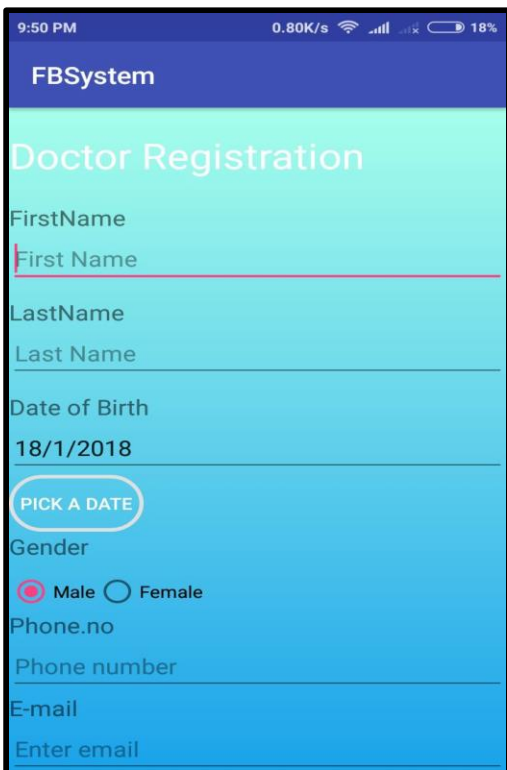 9:50 PM 0.80K/s 18%
FBSystem
Doctor Registration
FirstName
First Name
LastName
Last Name
Date of Birth
18/1/2018
PICK A DATE
Gender
Male Female
Phone.no
Phone number
E-mail
Enter email